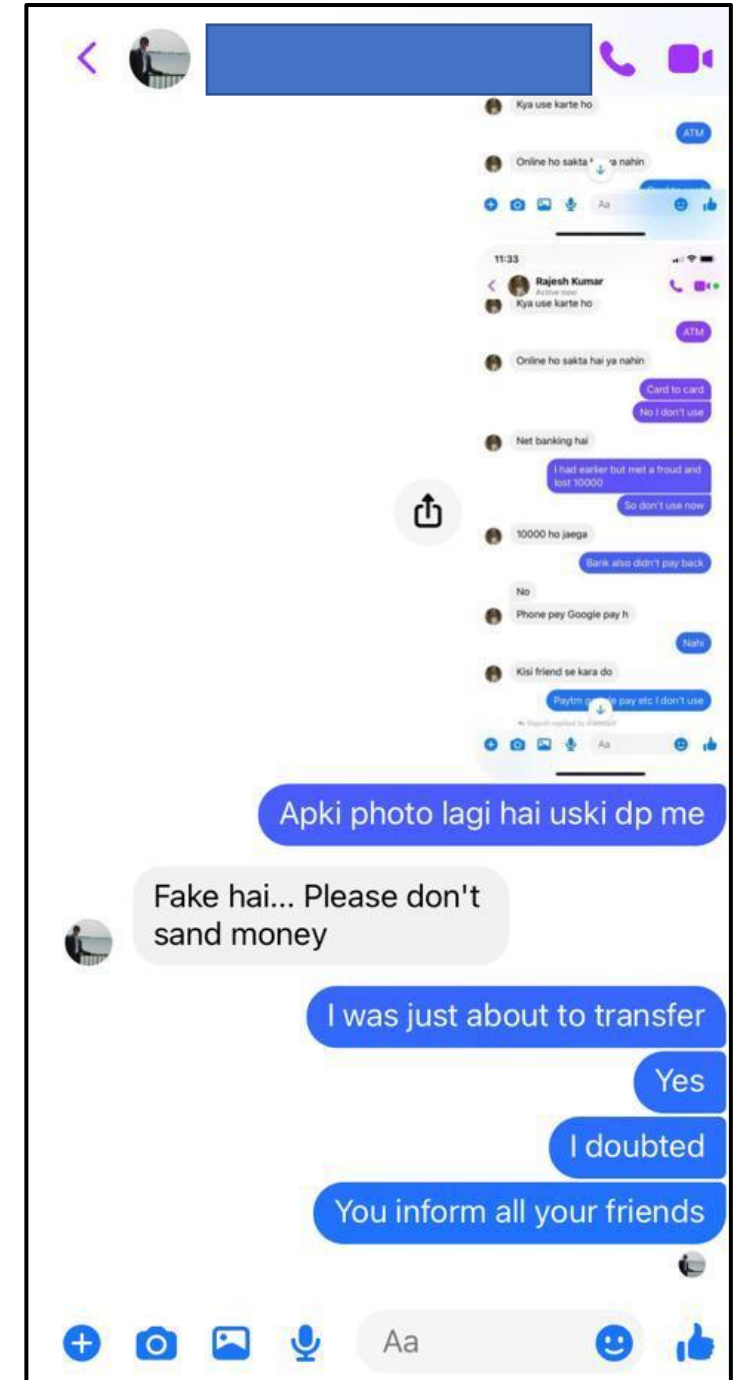 Kya use karte ho
ATM
Online ho sakta
nahin
11:33
Rajesh Kumar
Active now
Kya use karte ho
ATM
Online ho sakta hai ya nahin
Card to card
No I don't use
Net banking hai
i had earlier but met a froud and
lost 10000
So don't use now
10000 ho jaega
Bank also didn't pay back
No
Phone pey Google pay h
Nahi
Kisi friend se kara do
Paytm
pay etc I don't use
Aa
Aa
Apki photo lagi hai uski dp me
Fake hai... Please don't
sand money
I was just about to transfer
Yes
I doubted
You inform all your friends
Aa